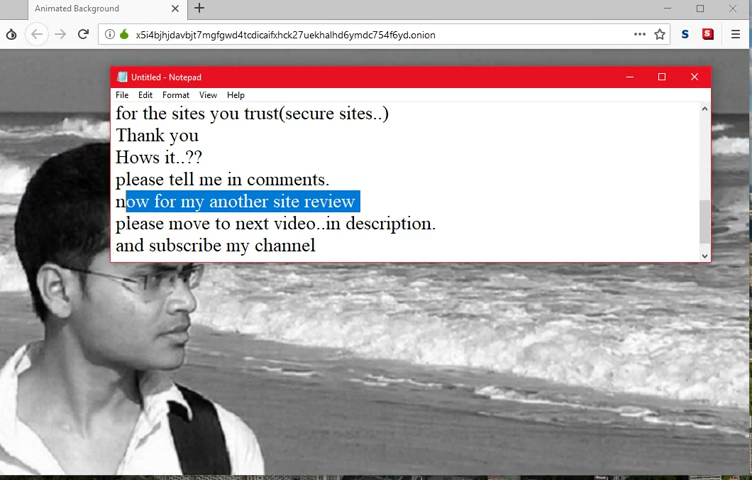 Animated Background
x5i4bjhjdavbjt7mgfgwd4tcdicaifxhck27uekhalhd6ymdc754f6yd.onion
S
S
Untitled - Notepad
File Edit Format View Help
for the sites you trust(secure sites..)
Thank you
Hows it..??
please tell me in comments.
now for my another site review
please move to next video..in description.
and subscribe my channel